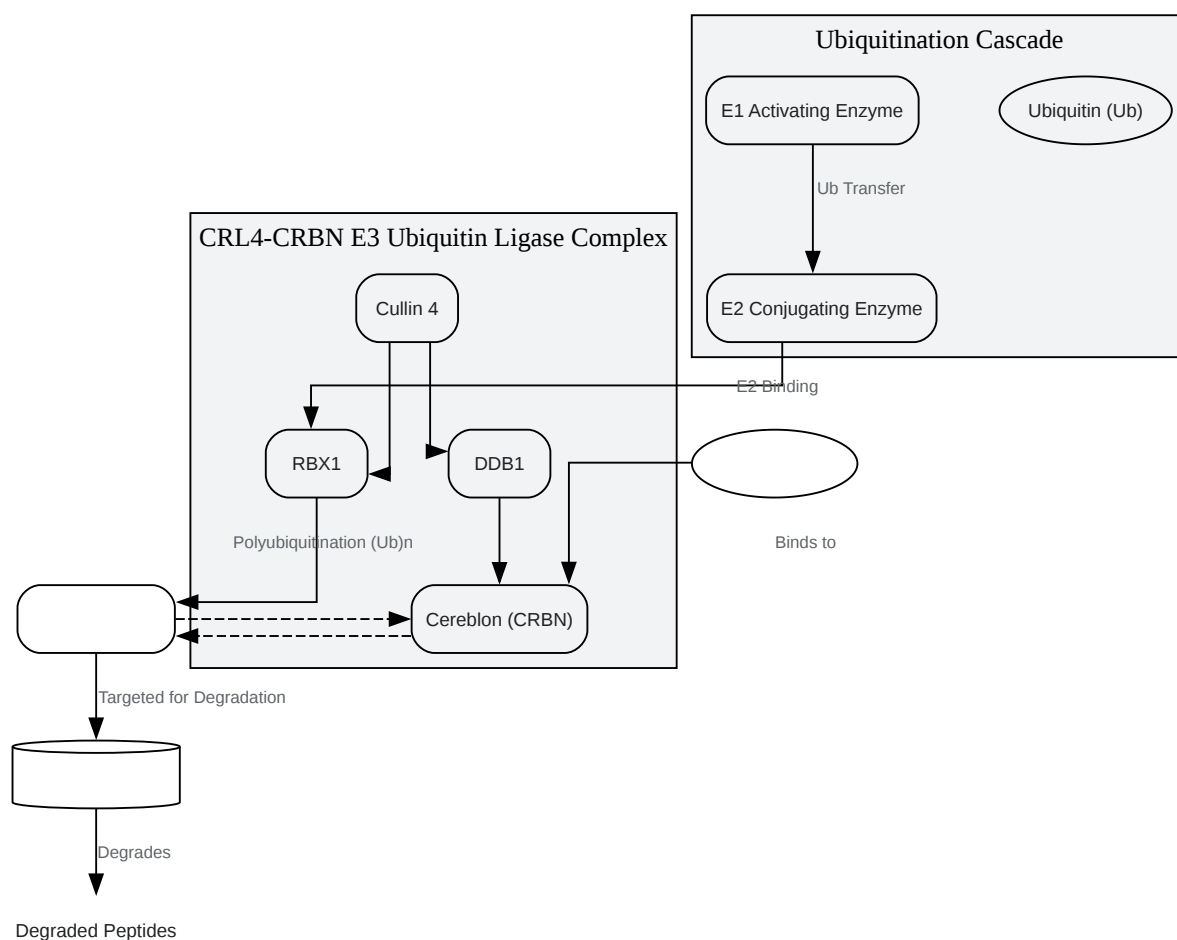 Ubiquitination Cascade
E1 Activating Enzyme
Ubiquitin (Ub)
Ub Transfer
CRL4-CRBN E3 Ubiquitin Ligase Complex
Cullin 4
E2 Conjugating Enzyme
E2 Binding
RBX1
DDB1
Polyubiquitination (Ub)n
Binds to
Cereblon (CRBN)
Targeted for Degradation
Degrades
Degraded Peptides